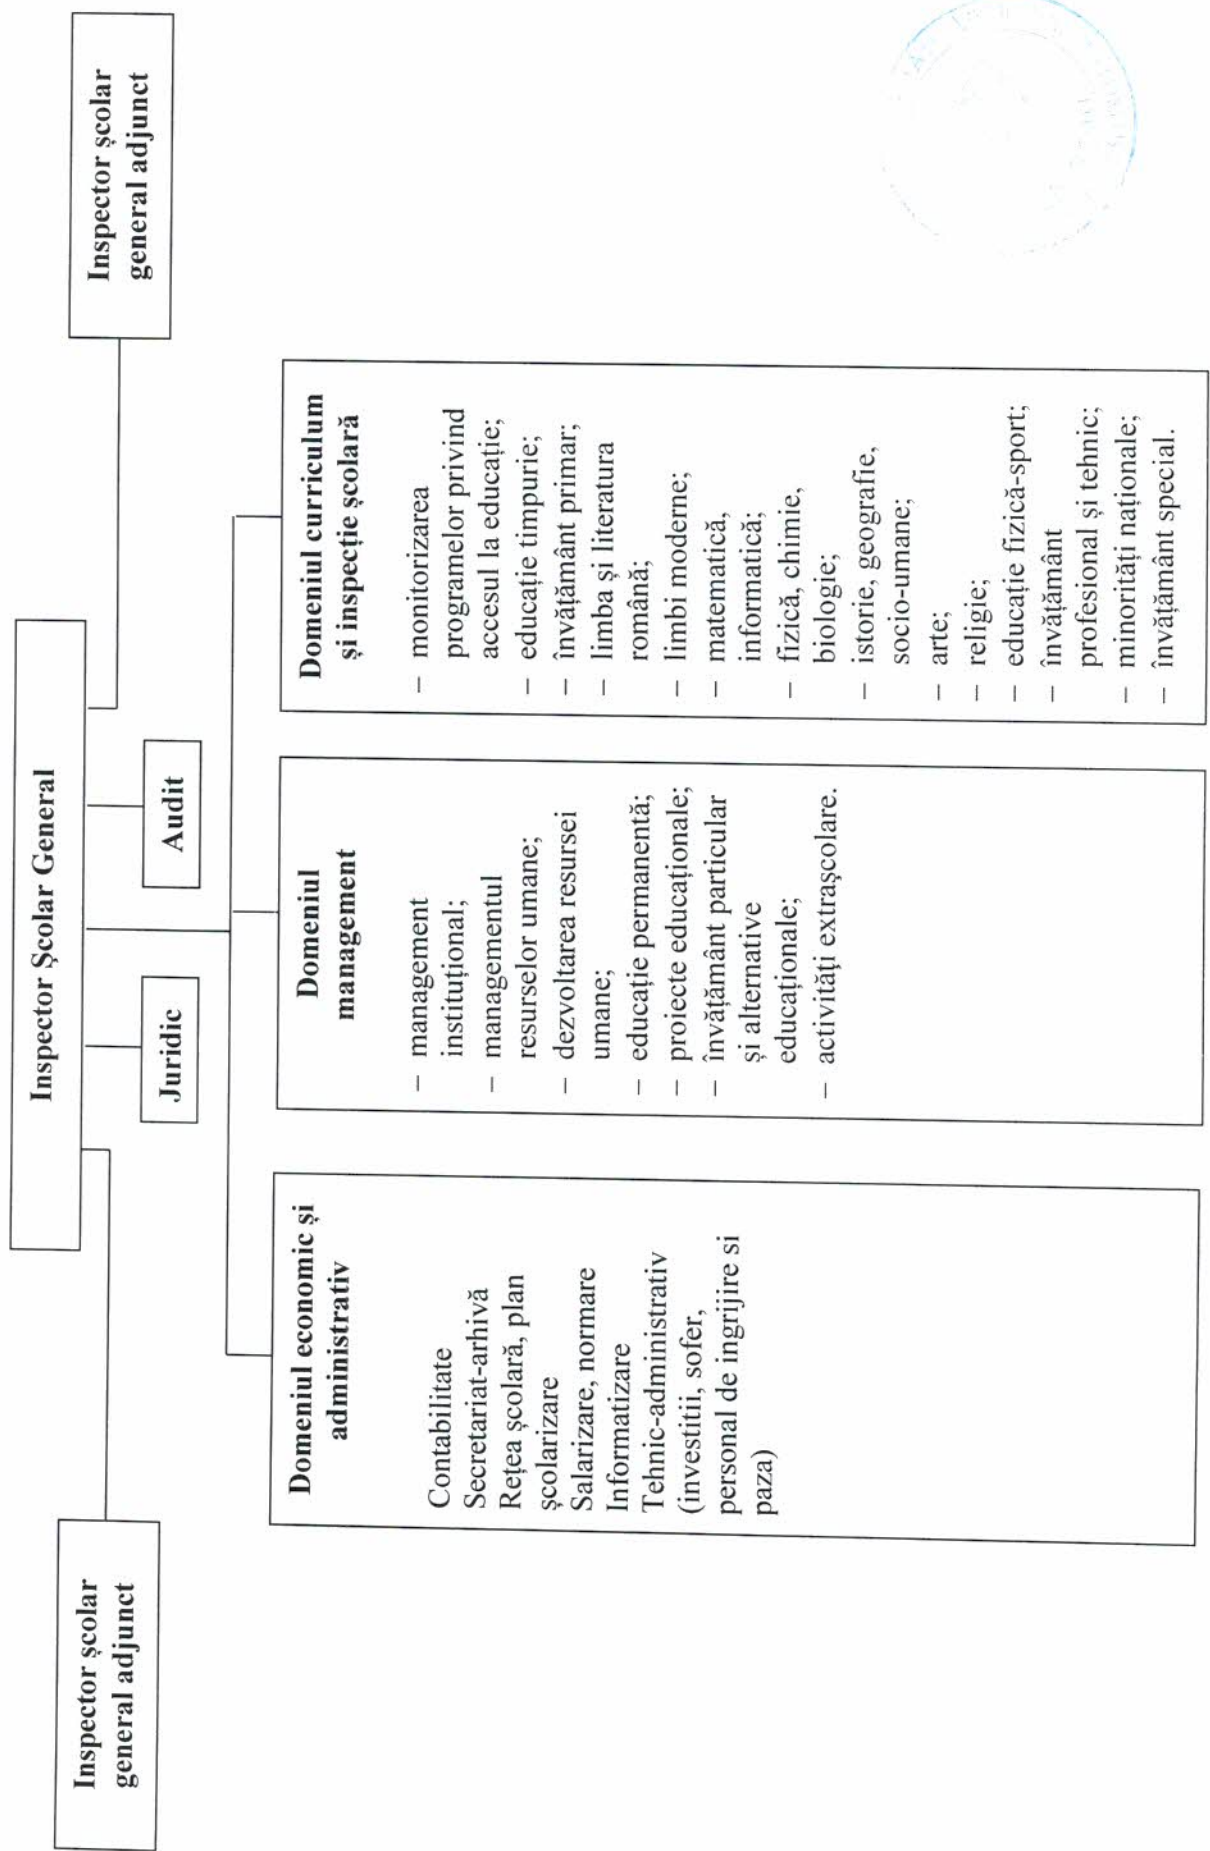 Inspector Școlar General
Inspector școlar
general adjunct
Inspector școlar
general adjunct
Juridic
Audit
Domeniul economic și
administrativ
Contabilitate
Secretariat-arhivă
Rețea școlară, plan
școlarizare
Salarizare, normare
Informatizare
Tehnic-administrativ
(investitii, sofer,
personal de ingrijire si
paza)
Domeniul
management
– management
instituțional;
– managementul
resurselor umane;
– dezvoltarea resursei
umane;
– educație permanentă;
– proiecte educaționale;
– învățământ particular
și alternative
educaționale;
– activități extrașcolare.
Domeniul curriculum
și inspecție școlară
– monitorizarea
programelor privind
accesul la educație;
– educație timpurie;
– învățământ primar;
– limba și literatura
română;
– limbi moderne;
– matematică,
informatică;
– fizică, chimie,
biologie;
– istorie, geografie,
socio-umane;
– arte;
– religie;
– educație fizică-sport;
– învățământ
profesional și tehnic;
– minorități naționale;
– învățământ special.